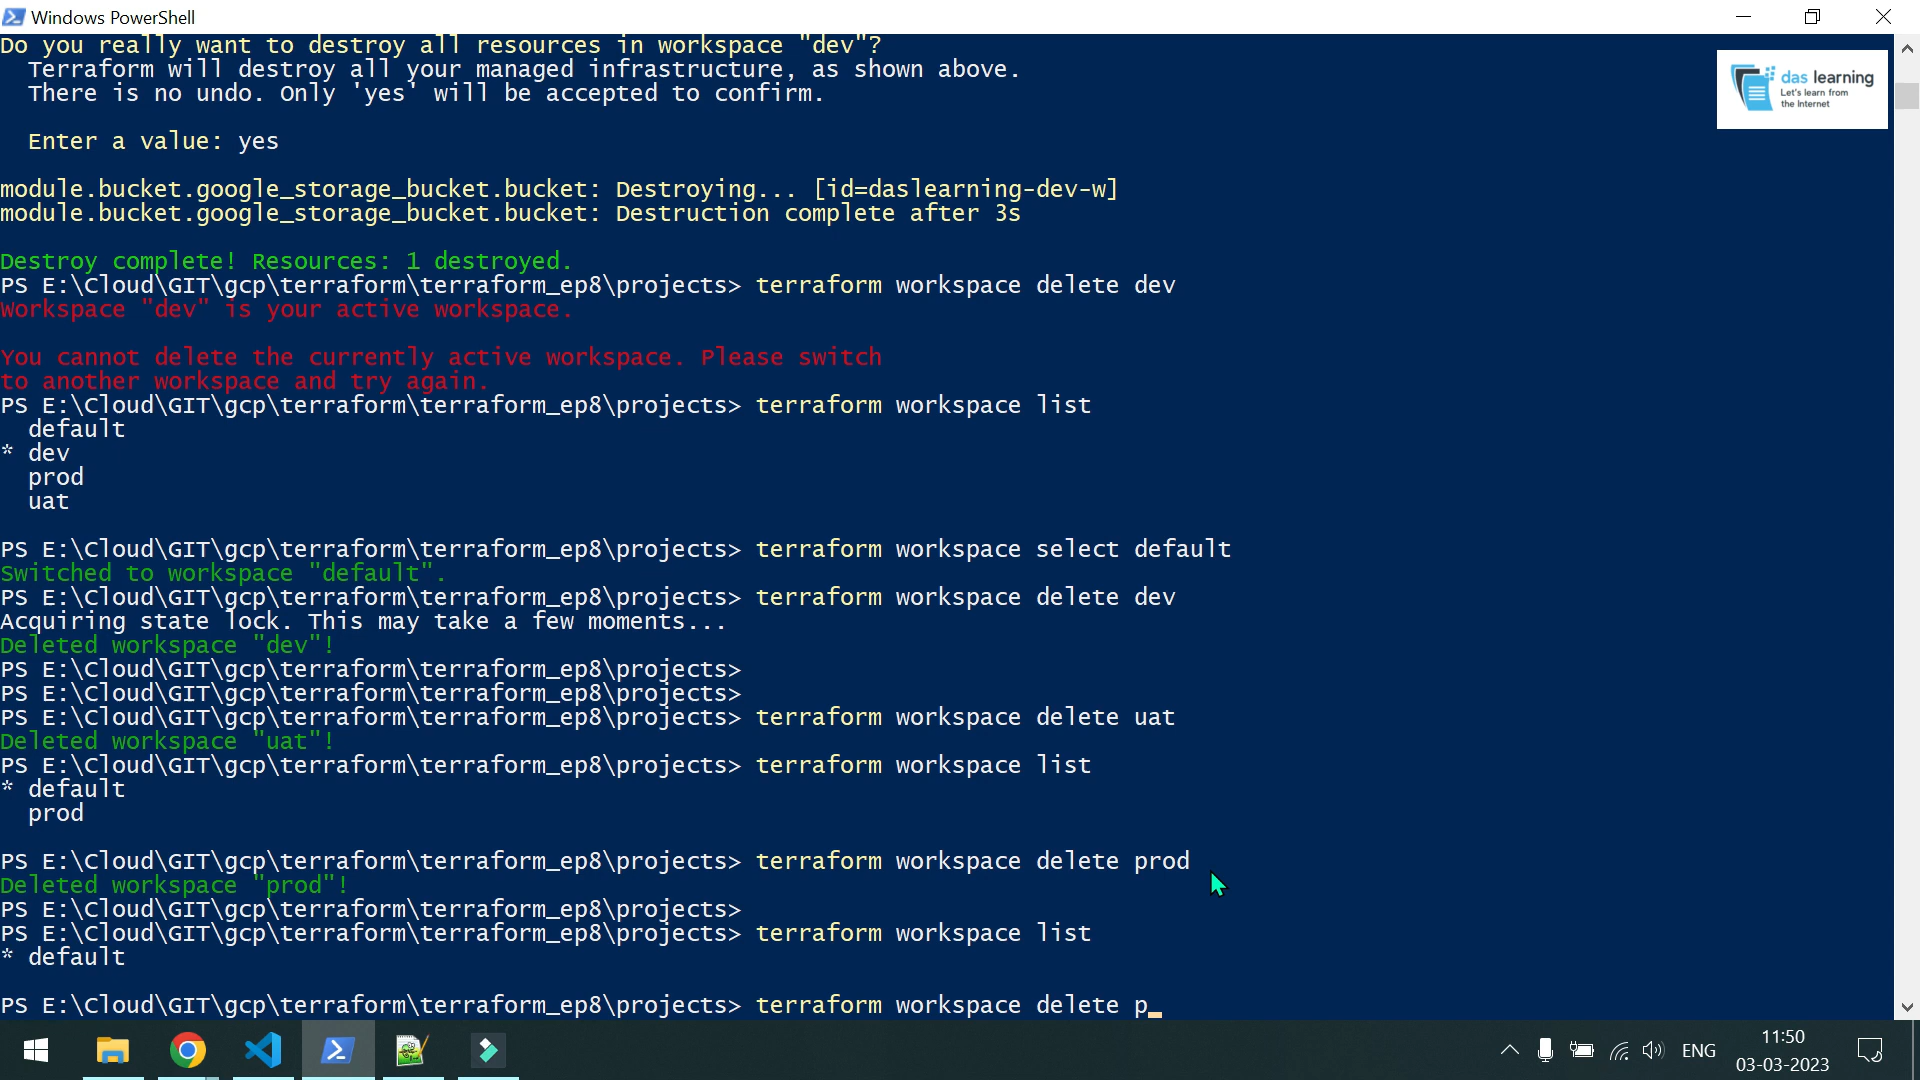 Windows PowerShell
Do you really want to destroy all resources in workspace "dev"?
  Terraform will destroy all your managed infrastructure, as shown above.
  There is no undo. Only 'yes' will be accepted to confirm.
  Enter a value: yes
module.bucket.google_storage_bucket.bucket: Destroying... [id=daslearning-dev-w]
module.bucket.google_storage_bucket.bucket: Destruction complete after 3s
Destroy complete! Resources: 1 destroyed.
PS E:\Cloud\GIT\gcp\terraform\terraform_ep8\projects> terraform workspace delete dev
Workspace "dev" is your active workspace.
You cannot delete the currently active workspace. Please switch
to another workspace and try again.
PS E:\Cloud\GIT\gcp\terraform\terraform_ep8\projects> terraform workspace list
  default
* dev
  prod
  uat
PS E:\Cloud\GIT\gcp\terraform\terraform_ep8\projects> terraform workspace select default
Switched to workspace "default".
PS E:\Cloud\GIT\gcp\terraform\terraform_ep8\projects> terraform workspace delete dev
Acquiring state lock. This may take a few moments...
Deleted workspace "dev"!
PS E:\Cloud\GIT\gcp\terraform\terraform_ep8\projects>
PS E:\Cloud\GIT\gcp\terraform\terraform_ep8\projects>
PS E:\Cloud\GIT\gcp\terraform\terraform_ep8\projects> terraform workspace delete uat
Deleted workspace "uat"!
PS E:\Cloud\GIT\gcp\terraform\terraform_ep8\projects> terraform workspace list
* default
  prod
PS E:\Cloud\GIT\gcp\terraform\terraform_ep8\projects> terraform workspace delete prod
Deleted workspace "prod"!
PS E:\Cloud\GIT\gcp\terraform\terraform_ep8\projects>
PS E:\Cloud\GIT\gcp\terraform\terraform_ep8\projects> terraform workspace list
* default
PS E:\Cloud\GIT\gcp\terraform\terraform_ep8\projects> terraform workspace delete p
das learning
Let's learn from
the Internet
ENG
11:50
03-03-2023